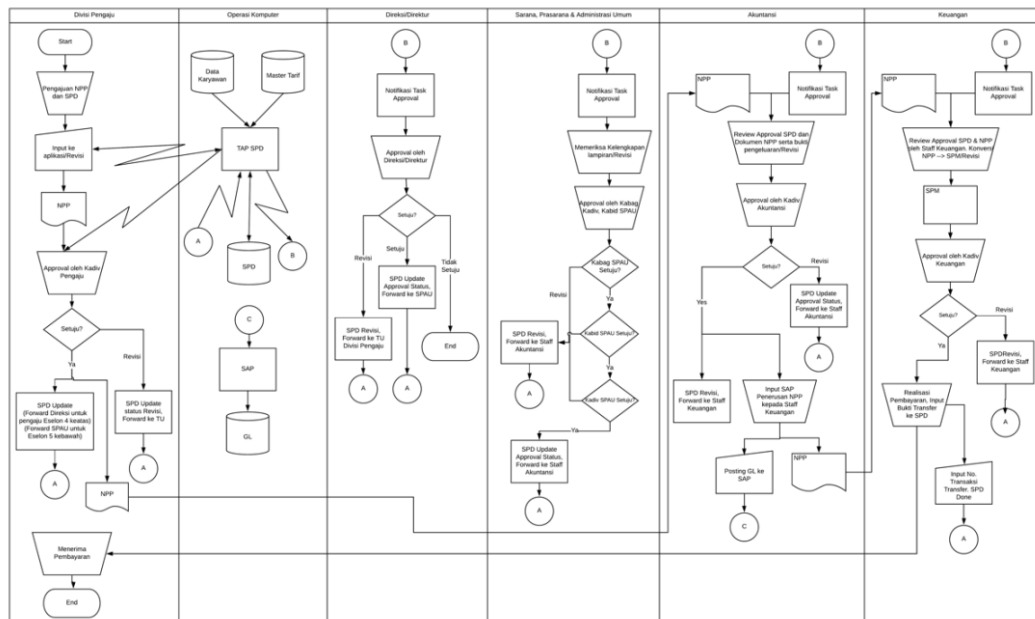 Divisi Pengaju
Operasi Komputer
Direksi/Direktur
Sarana, Prasarana & Administrasi Umum
Akuntansi
Keuangan
Start
Pengajuan NPP
dan SPD
Input ke
aplikasi/Revisi
NPP
Approval oleh Kadiv
Pengaju
Setuju?
Ya
Revisi
SPD Update
(Forward Direksi untuk
pengaju Eselon 4 keatas)
(Forward SPAU untuk
Eselon 5 kebawah)
SPD Update
status Revisi,
Forward ke TU
A
A
NPP
Menerima
Pembayaran
End
Data
Karyawan
Master Tarif
TAP SPD
A
SPD
B
C
SAP
GL
B
Notifikasi Task
Approval
Approval oleh
Direksi/Direktur
Setuju?
Revisi
Setuju
Tidak
Setuju
SPD Update
Approval Status,
Forward ke SPAU
SPD Revisi,
Forward ke TU
Divisi Pengaju
End
A
A
B
Notifikasi Task
Approval
Memeriksa Kelengkapan
lampiran/Revisi
Approval oleh Kabag
Kadiv, Kabid SPAU
Kabag SPAU
Setuju?
Revisi
Ya
SPD Revisi,
Forward ke Staff
Akuntansi
Kabid SPAU Setuju?
A
Ya
Kadiv SPAU Setuju?
Ya
SPD Update
Approval Status,
Forward ke Staff
Akuntansi
A
B
NPP
Notifikasi Task
Approval
Review Approval SPD dan
Dokumen NPP serta bukti
pengeluaran/Revisi
Approval oleh Kadiv
Akuntansi
Setuju?
Yes
Revisi
SPD Update
Approval Status,
Forward ke Staff
Akuntansi
A
SPD Revisi,
Forward ke Staff
Keuangan
Input SAP
Penerusan NPP
kepada Staff
Keuangan
Posting GL ke
SAP
NPP
C
B
NPP
Notifikasi Task
Approval
Review Approval SPD & NPP
oleh Staff Keuangan. Konversi
NPP --> SPM/Revisi
SPM
Approval oleh Kadiv
Keuangan
Setuju?
Revisi
Ya
SPDRevisi,
Forward ke Staff
Keuangan
Realisasi
Pembayaran, Input
Bukti Transfer
ke SPD
A
Input No.
Transaksi
Transfer. SPD
Done
A